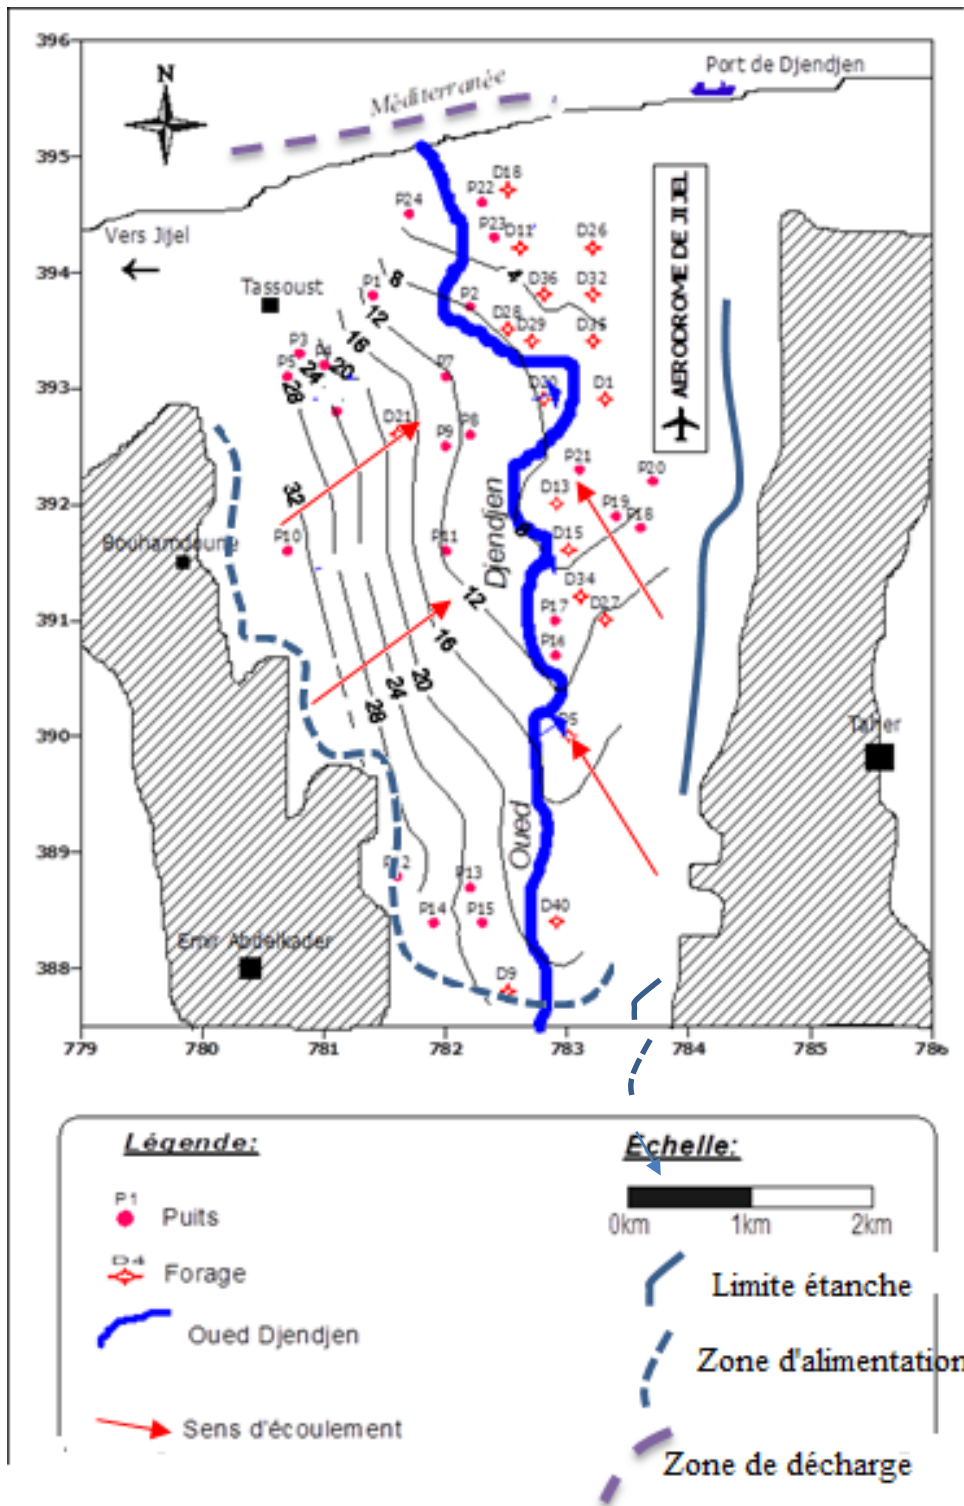 396
395
394
393
392
391
390
389
388
779
780
781
782
783
784
785
786
N
Méditerranée
Port de Djendjen
Vers Jijel
Tassoust
AERODROME DE JIJEL
Bouhamdoune
Emir Abdelkader
Taher
Oued
Djendjen
D18
P22
P24
P23
D11
D26
D36
D32
P1
P2
D28
D29
D35
P3
P4
P5
P7
D20
D1
D21
P9
P8
P21
P20
D13
P19
P18
D15
P10
P11
D34
D27
P17
P16
P12
P13
P14
P15
D40
D9
4
8
12
16
20
24
28
32
12
16
20
24
28
Légende:
P1
Puits
D4
Forage
Oued Djendjen
Sens d'écoulement
Echelle:
0km
1km
2km
Limite étanche
Zone d'alimentation
Zone de décharge